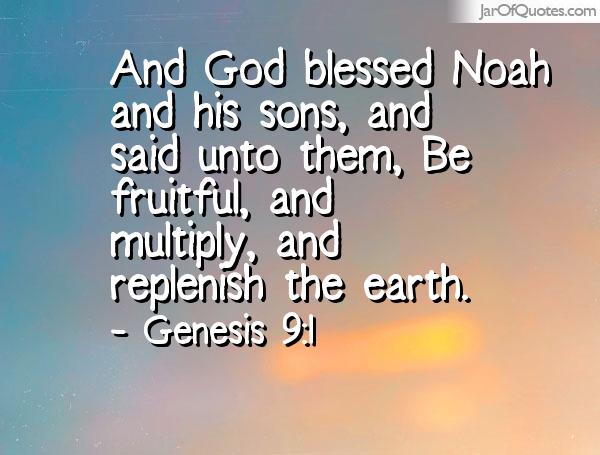 JarOfQuotes.com
And God blessed Noah
and his sons, and
said unto them, Be
fruitful, and
multiply, and
replenish the earth.
- Genesis 9:1